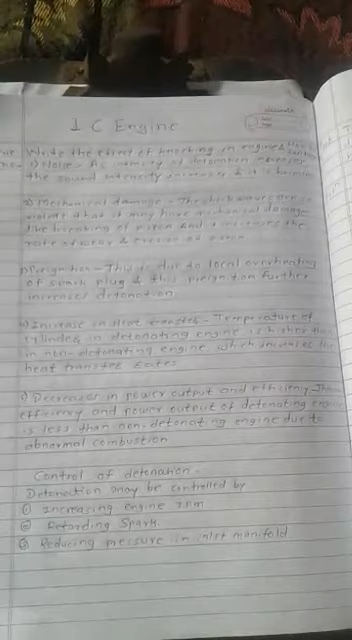 I C Engine
Write the effect of knocking in engine &
1) Noise - As intensity of detonation increases
the sound intensity increases & it is harmful
2) Mechanical damage - The shock waves are so
violent that it may have mechanical damage
like breaking of piston and it increases the
rate of wear & erosion of piston
3) Preignition - This is due to local overheating
of spark plug & this preignition further
increases detonation
4) Increase in heat transfer - Temperature of
cylinder in detonating engine is higher than
in non-detonating engine which increases the
heat transfer rates
5) Decreases in power output and efficieny - The
efficieny and power output of detonating engine
is less than non-detonating engine due to
abnormal combustion
Control of detonation -
Detonation may be controlled by
① Increasing engine rpm
② Retarding Spark.
③ Reducing pressure in inlet manifold